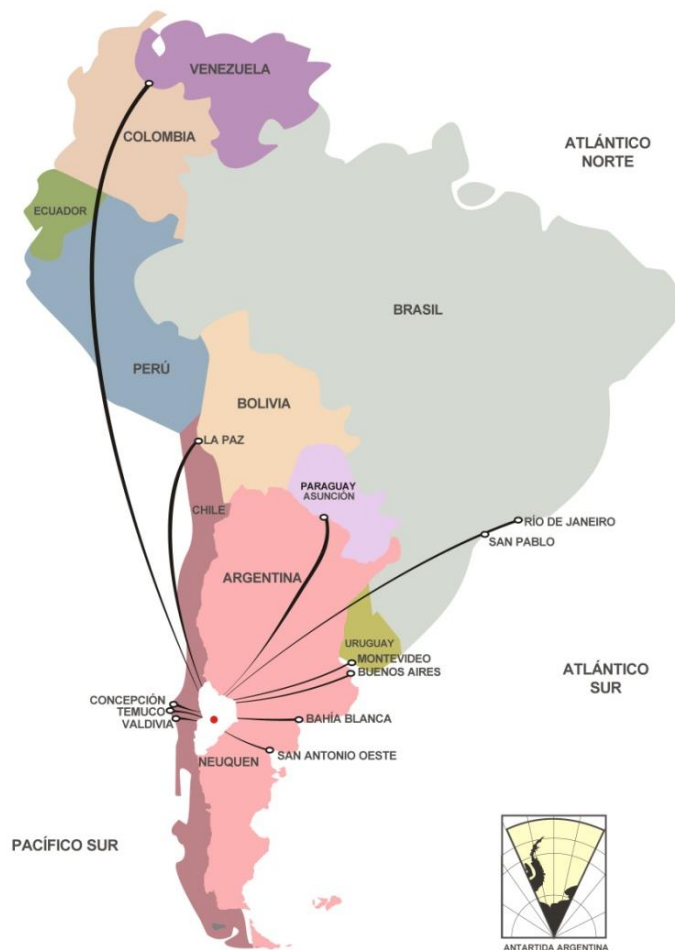 VENEZUELA
COLOMBIA
ATLÁNTICO
NORTE
ECUADOR
BRASIL
PERÚ
BOLIVIA
LA PAZ
PARAGUAY
ASUNCIÓN
CHILE
RÍO DE JANEIRO
SAN PABLO
ARGENTINA
URUGUAY
MONTEVIDEO
BUENOS AIRES
ATLÁNTICO
SUR
CONCEPCIÓN
TEMUCO
VALDIVIA
BAHÍA BLANCA
SAN ANTONIO OESTE
NEUQUEN
PACÍFICO SUR
ANTARTIDA ARGENTINA